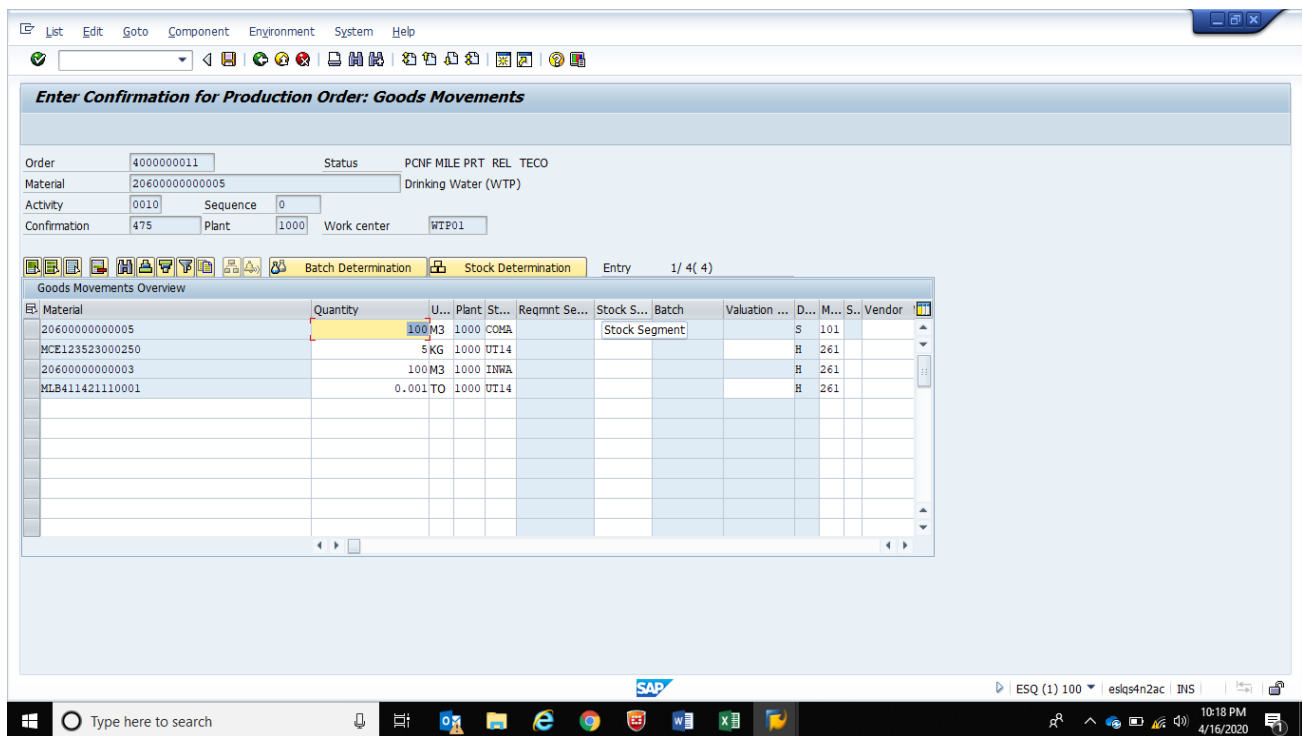 List Edit Goto Component Environment System Help
Enter Confirmation for Production Order: Goods Movements
Order 4000000011 Status PCNF MILE PRT REL TECO
Material 20600000000005 Drinking Water (WTP)
Activity 0010 Sequence 0
Confirmation 475 Plant 1000 Work center WTP01
Batch Determination Stock Determination Entry 1/ 4( 4)
Goods Movements Overview
Material Quantity U... Plant St... Reqmnt Se... Stock S... Batch Valuation ... D... M... S.. Vendor
20600000000005 100 M3 1000 COMA Stock Segment S 101
MCE123523000250 5 KG 1000 UT14 H 261
20600000000003 100 M3 1000 INWA H 261
MLB411421110001 0.001 TO 1000 UT14 H 261
SAP
ESQ (1) 100 eslqs4n2ac INS
Type here to search
10:18 PM
4/16/2020